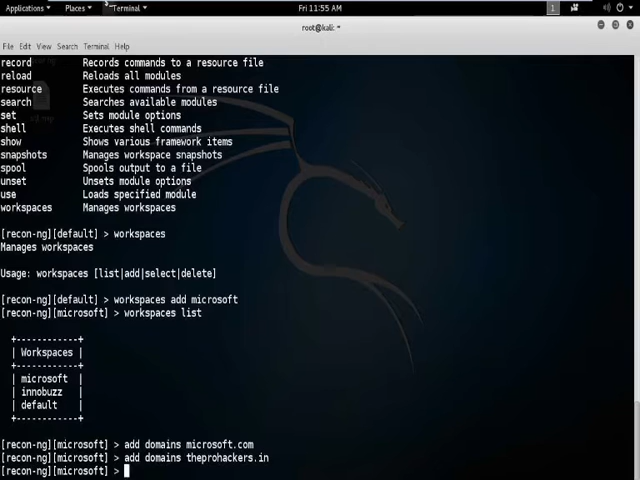 Applications Places Terminal Fri 11:55 AM 1
root@kali: ~
File Edit View Search Terminal Help
record Records commands to a resource file
reload Reloads all modules
resource Executes commands from a resource file
search Searches available modules
set Sets module options
shell Executes shell commands
show Shows various framework items
snapshots Manages workspace snapshots
spool Spools output to a file
unset Unsets module options
use Loads specified module
workspaces Manages workspaces
[recon-ng][default] > workspaces
Manages workspaces
Usage: workspaces [list|add|select|delete]
[recon-ng][default] > workspaces add microsoft
[recon-ng][microsoft] > workspaces list
+------------+
| Workspaces |
+------------+
| microsoft |
| innobuzz |
| default |
+------------+
[recon-ng][microsoft] > add domains microsoft.com
[recon-ng][microsoft] > add domains theprohackers.in
[recon-ng][microsoft] >